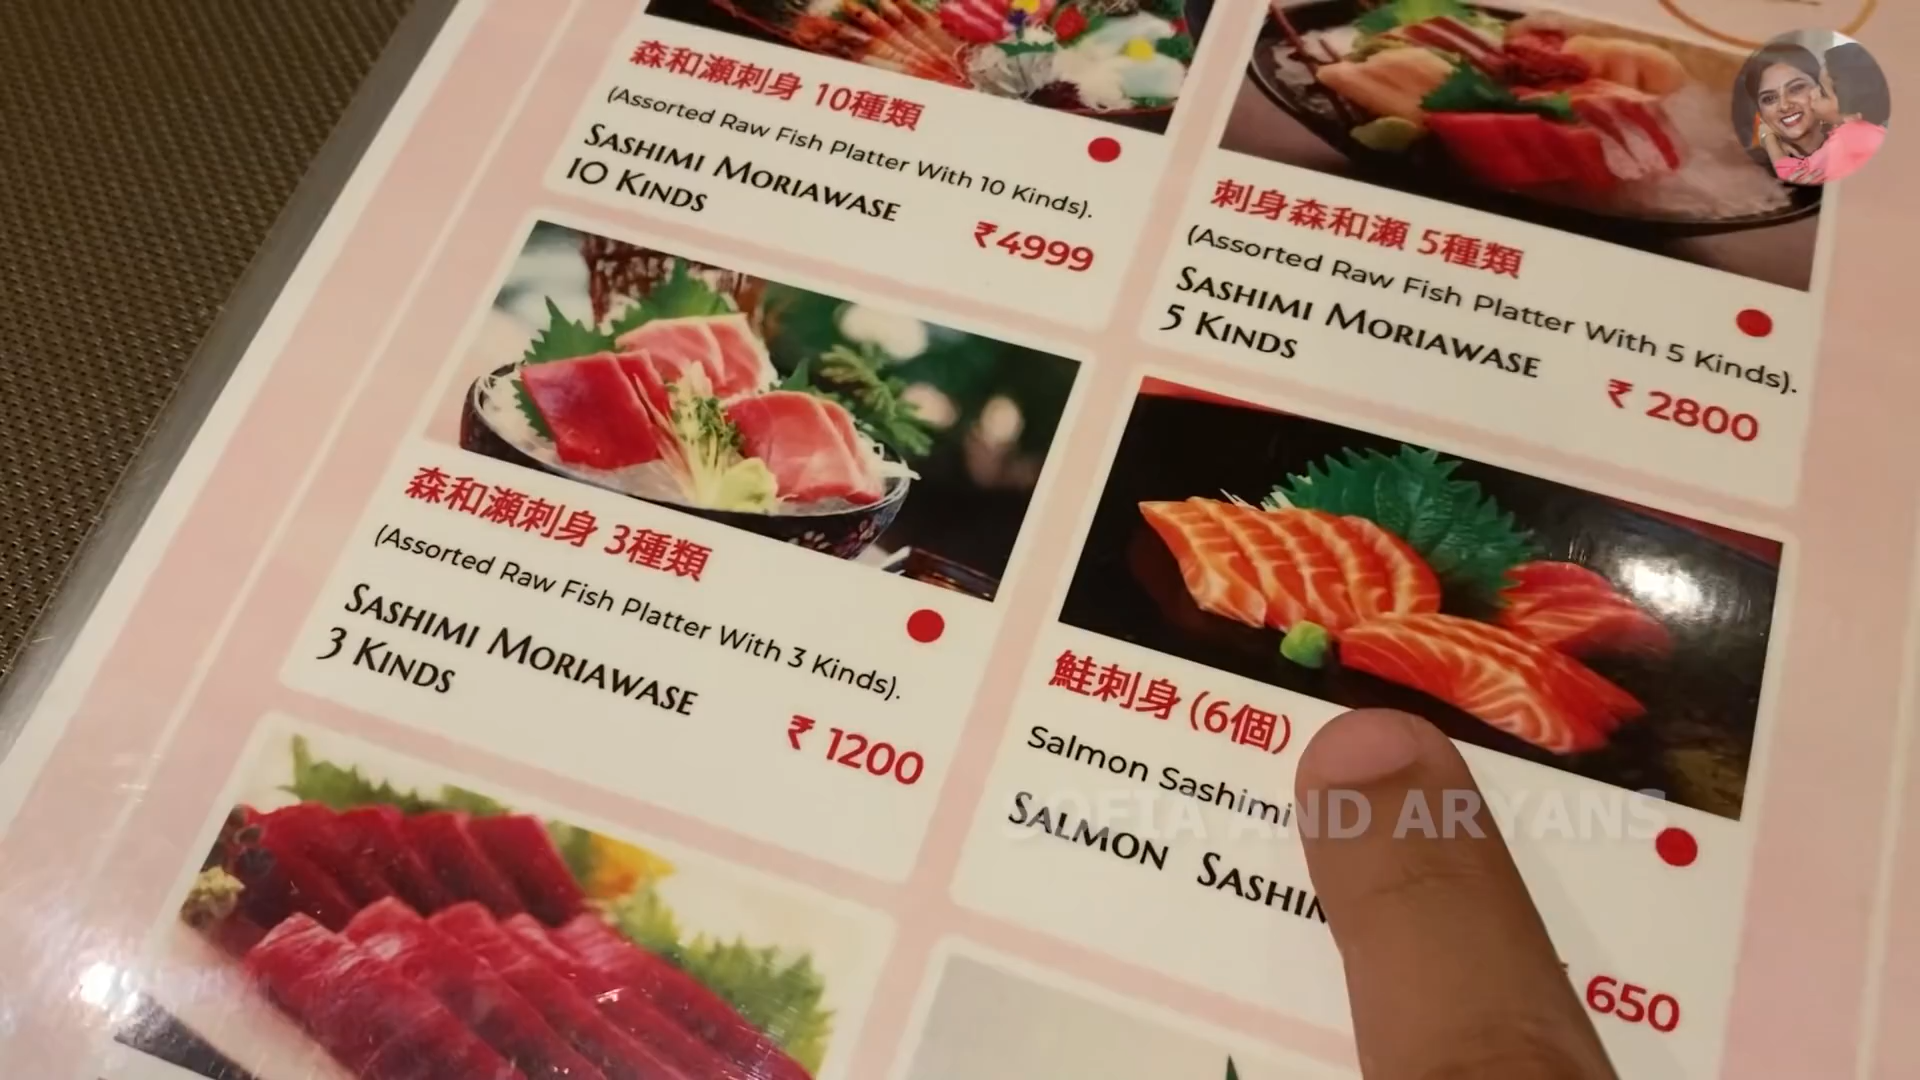 森和瀬刺身 10種類
(Assorted Raw Fish Platter With 10 Kinds).
SASHIMI MORIAWASE
10 KINDS
₹4999
刺身森和瀬 5種類
(Assorted Raw Fish Platter With 5 Kinds).
SASHIMI MORIAWASE
5 KINDS
₹ 2800
森和瀬刺身 3種類
(Assorted Raw Fish Platter With 3 Kinds).
SASHIMI MORIAWASE
3 KINDS
₹ 1200
鮭刺身 (6個)
Salmon Sashimi
SALMON
650
SOFIA AND ARYANS